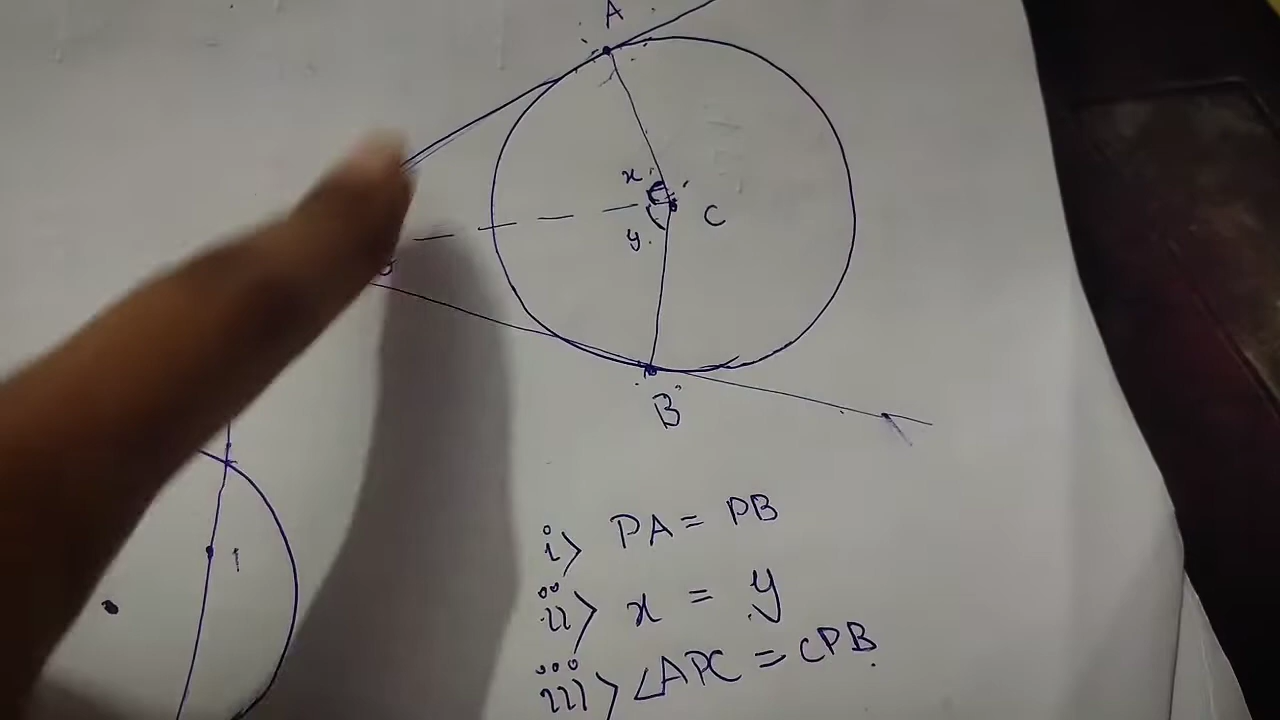 A
x
C
y
B
i> PA = PB
ii> x = y
iii> ∠APC = CPB